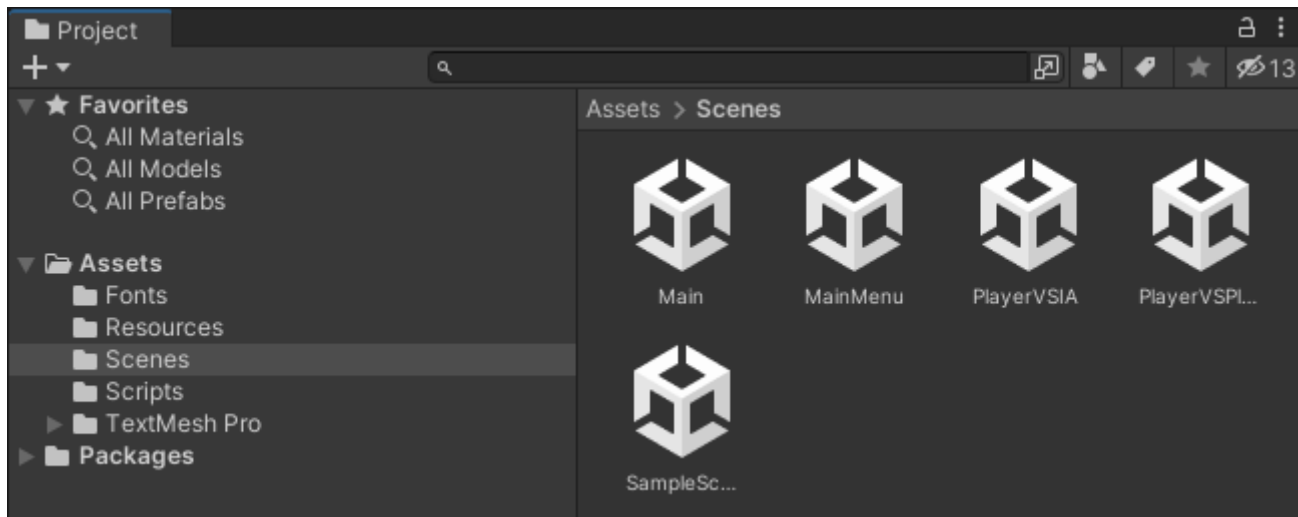 Project
13
Favorites
All Materials
All Models
All Prefabs
Assets
Fonts
Resources
Scenes
Scripts
TextMesh Pro
Packages
Assets > Scenes
Main
MainMenu
PlayerVSIA
PlayerVSPl...
SampleSc...